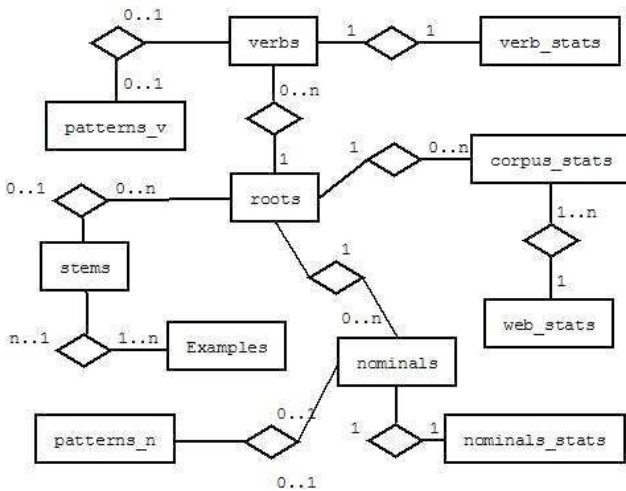 0..1
verbs
1
1
verb_stats
0..1
patterns_v
0..n
1
0..1
0..n
roots
1
0..n
corpus_stats
stems
1
1..n
1
web_stats
n..1
1..n
Examples
0..n
nominals
patterns_n
0..1
0..1
1
1
nominals_stats